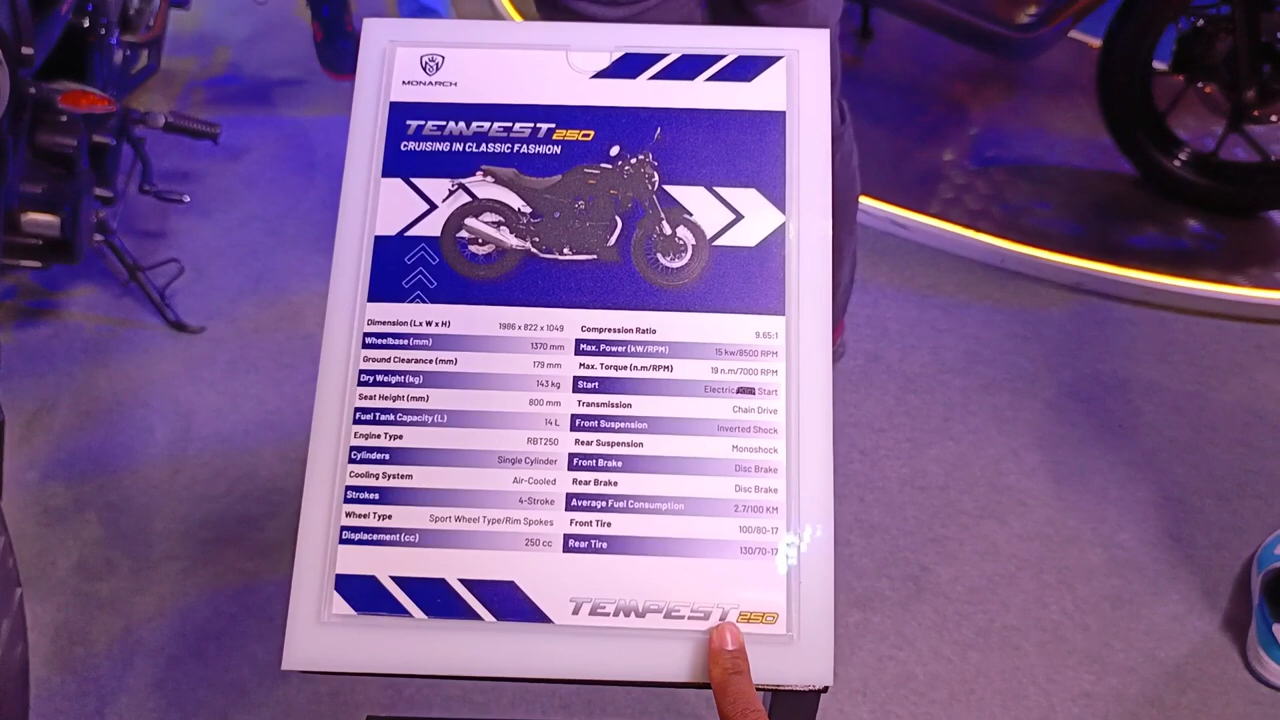 MONARCH
TEMPEST 250
CRUISING IN CLASSIC FASHION
Dimension (L x W x H) 1986 x 822 x 1049
Wheelbase (mm) 1370 mm
Ground Clearance (mm) 179 mm
Dry Weight (kg) 143 kg
Seat Height (mm) 800 mm
Fuel Tank Capacity (L) 14 L
Engine Type RBT250
Cylinders Single Cylinder
Cooling System Air-Cooled
Strokes 4-Stroke
Wheel Type Sport Wheel Type/Rim Spokes
Displacement (cc) 250 cc
Compression Ratio 9.65:1
Max. Power (kW/RPM) 15 kw/8500 RPM
Max. Torque (n.m/RPM) 19 n.m/7000 RPM
Start Electric Start
Transmission Chain Drive
Front Suspension Inverted Shock
Rear Suspension Monoshock
Front Brake Disc Brake
Rear Brake Disc Brake
Average Fuel Consumption 2.7/100 KM
Front Tire 100/80-17
Rear Tire 130/70-17
TEMPEST 250